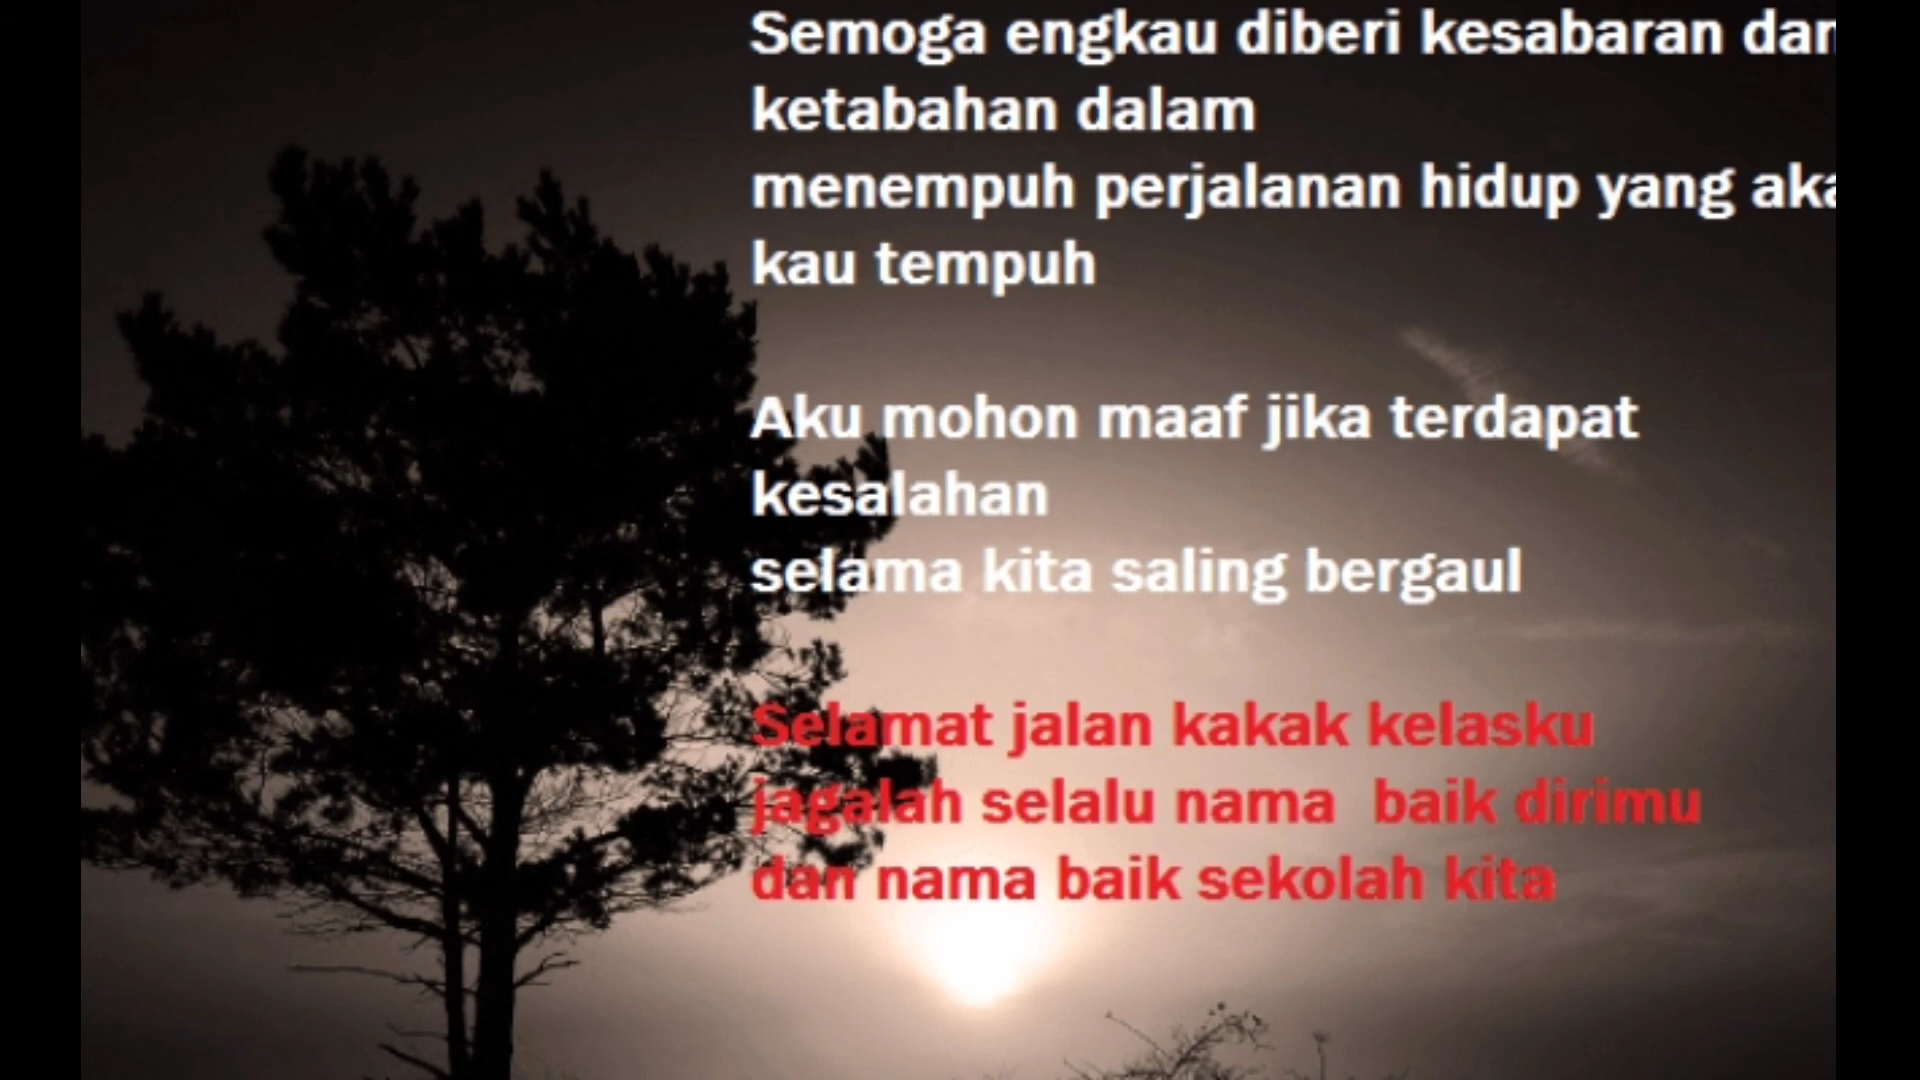 Semoga engkau diberi kesabaran dan
ketabahan dalam
menempuh perjalanan hidup yang aka
kau tempuh
Aku mohon maaf jika terdapat
kesalahan
selama kita saling bergaul
Selamat jalan kakak kelasku
jagalah selalu nama baik dirimu
dan nama baik sekolah kita